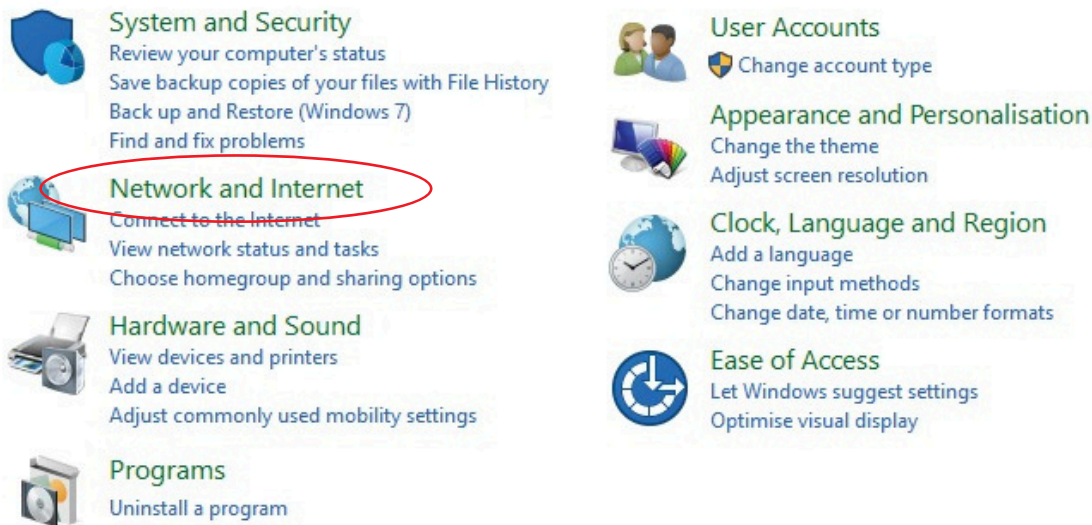 System and Security
Review your computer's status
Save backup copies of your files with File History
Back up and Restore (Windows 7)
Find and fix problems
Network and Internet
Connect to the Internet
View network status and tasks
Choose homegroup and sharing options
Hardware and Sound
View devices and printers
Add a device
Adjust commonly used mobility settings
Programs
Uninstall a program
User Accounts
Change account type
Appearance and Personalisation
Change the theme
Adjust screen resolution
Clock, Language and Region
Add a language
Change input methods
Change date, time or number formats
Ease of Access
Let Windows suggest settings
Optimise visual display